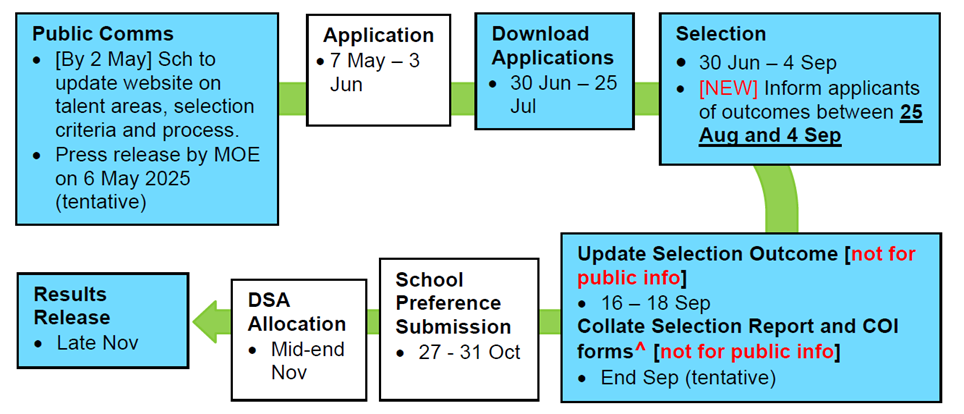 Public Comms
• [By 2 May] Sch to
update website on
talent areas, selection
criteria and process.
• Press release by MOE
on 6 May 2025
(tentative)
Application
• 7 May – 3
Jun
Download
Applications
• 30 Jun – 25
Jul
Selection
• 30 Jun – 4 Sep
• [NEW] Inform applicants
of outcomes between 25
Aug and 4 Sep
Update Selection Outcome [not for
public info]
• 16 – 18 Sep
Collate Selection Report and COI
forms^ [not for public info]
• End Sep (tentative)
School
Preference
Submission
• 27 - 31 Oct
DSA
Allocation
• Mid-end
Nov
Results
Release
• Late Nov